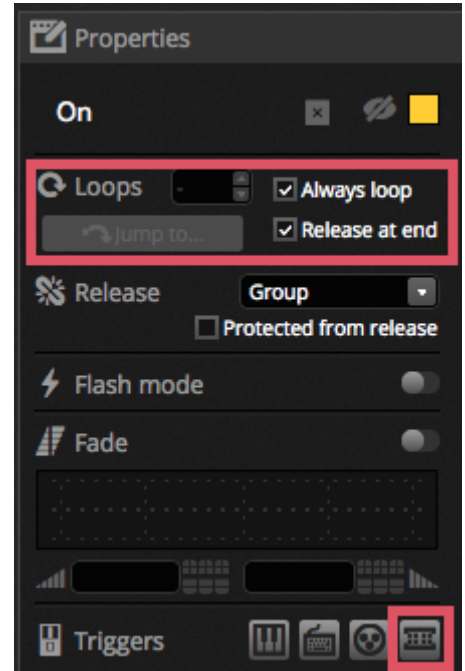 Properties
On
Loops - Always loop
Jump to... Release at end
Release Group
Protected from release
Flash mode
Fade
Triggers